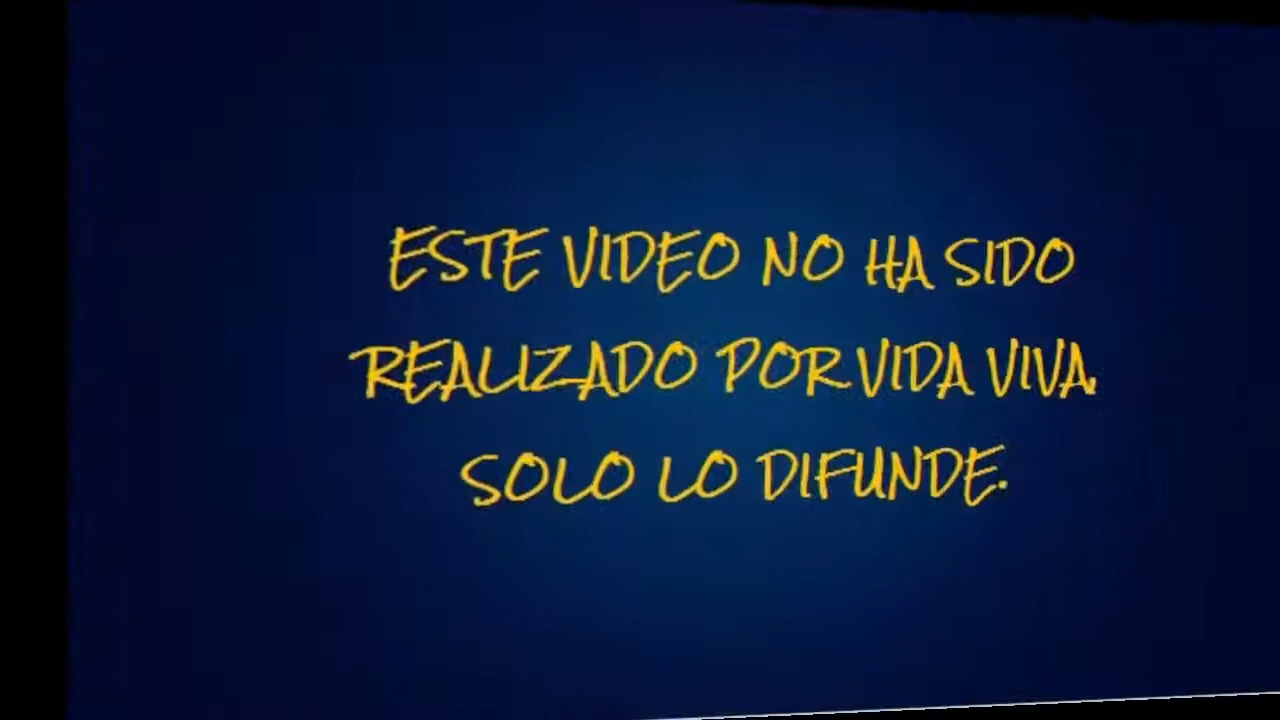 ESTE VIDEO NO HA SIDO
REALIZADO POR VIDA VIVA.
SOLO LO DIFUNDE.